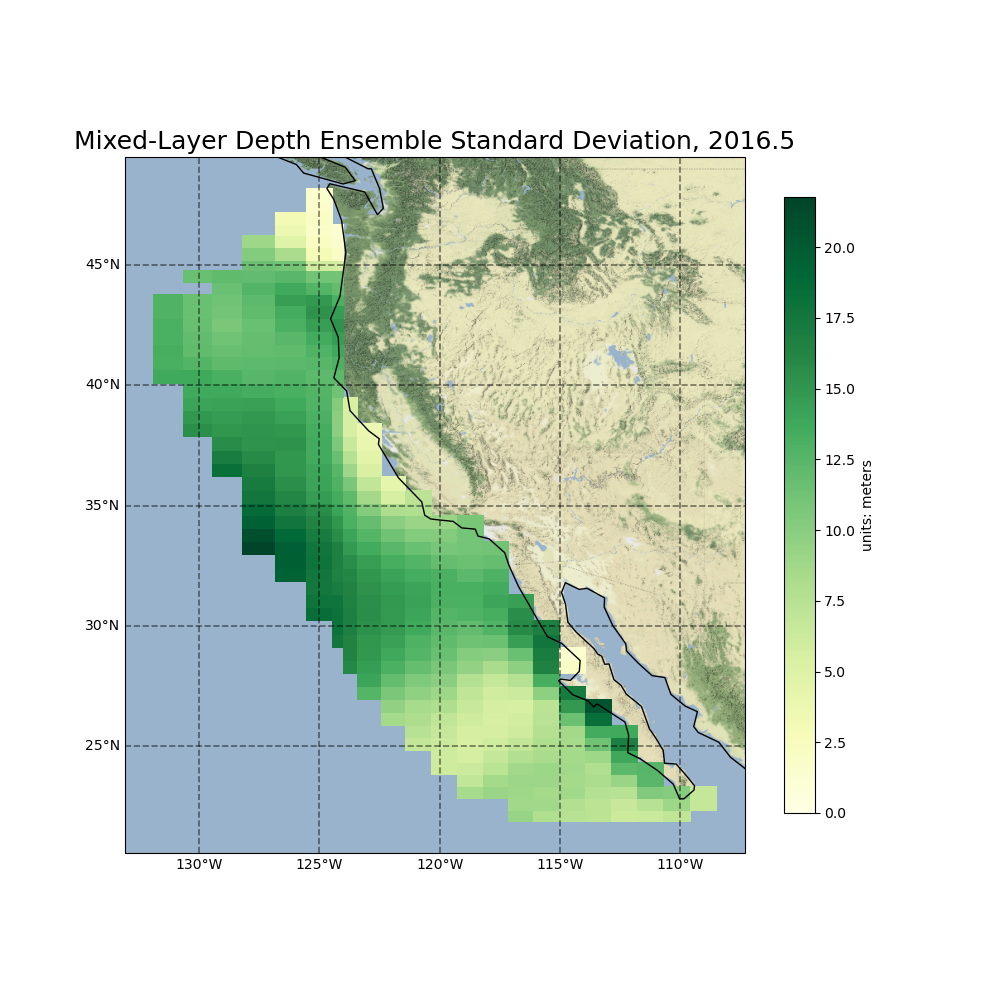 Mixed-Layer Depth Ensemble Standard Deviation, 2016.5
45°N
40°N
35°N
30°N
25°N
130°W
125°W
120°W
115°W
110°W
20.0
17.5
15.0
12.5
10.0
7.5
5.0
2.5
0.0
units: meters